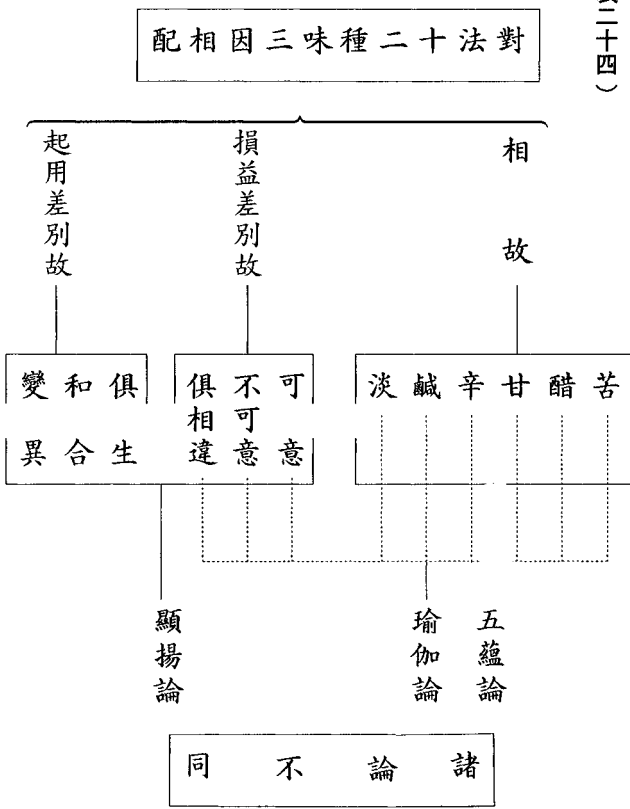 二十四）
對法十二種味三因相配
相故
損益差別故
起用差別故
苦
醋
甘
辛
鹹
淡
可意
不可意
俱相違
俱生
和合
變異
五蘊論
瑜伽論
顯揚論
諸論不同